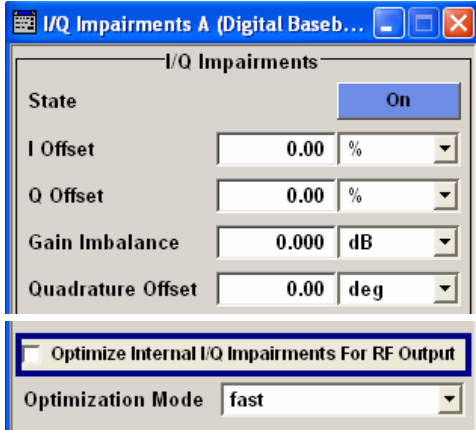 I/Q Impairments A (Digital Baseb...
I/Q Impairments
State On
I Offset 0.00 %
Q Offset 0.00 %
Gain Imbalance 0.000 dB
Quadrature Offset 0.00 deg
Optimize Internal I/Q Impairments For RF Output
Optimization Mode fast